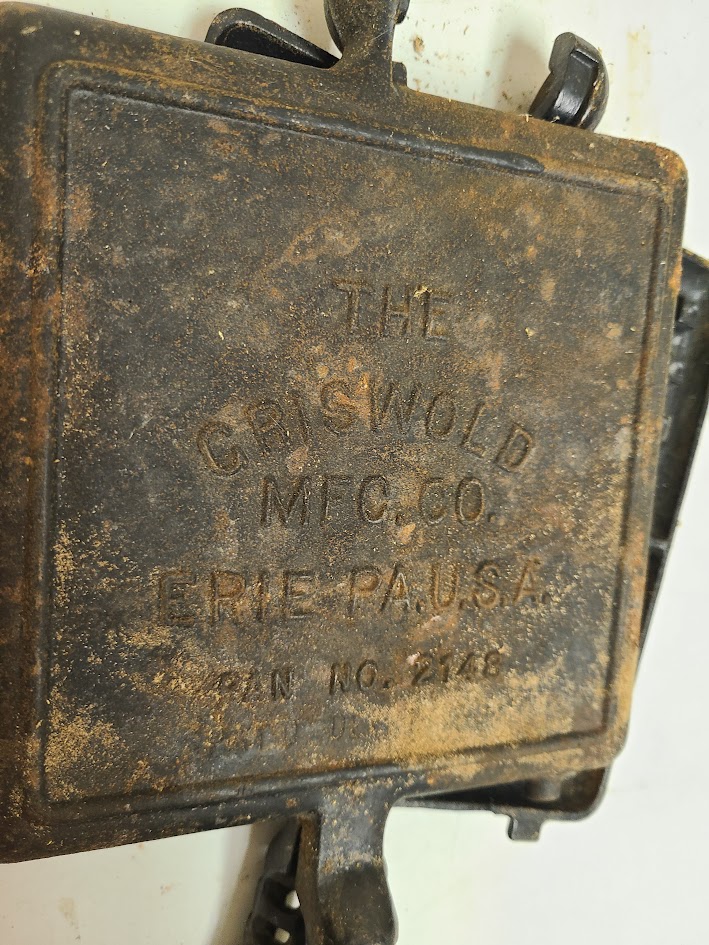 THE
GRISWOLD
MFG. CO.
ERIE PA. U.S.A.
PAN NO. 2148